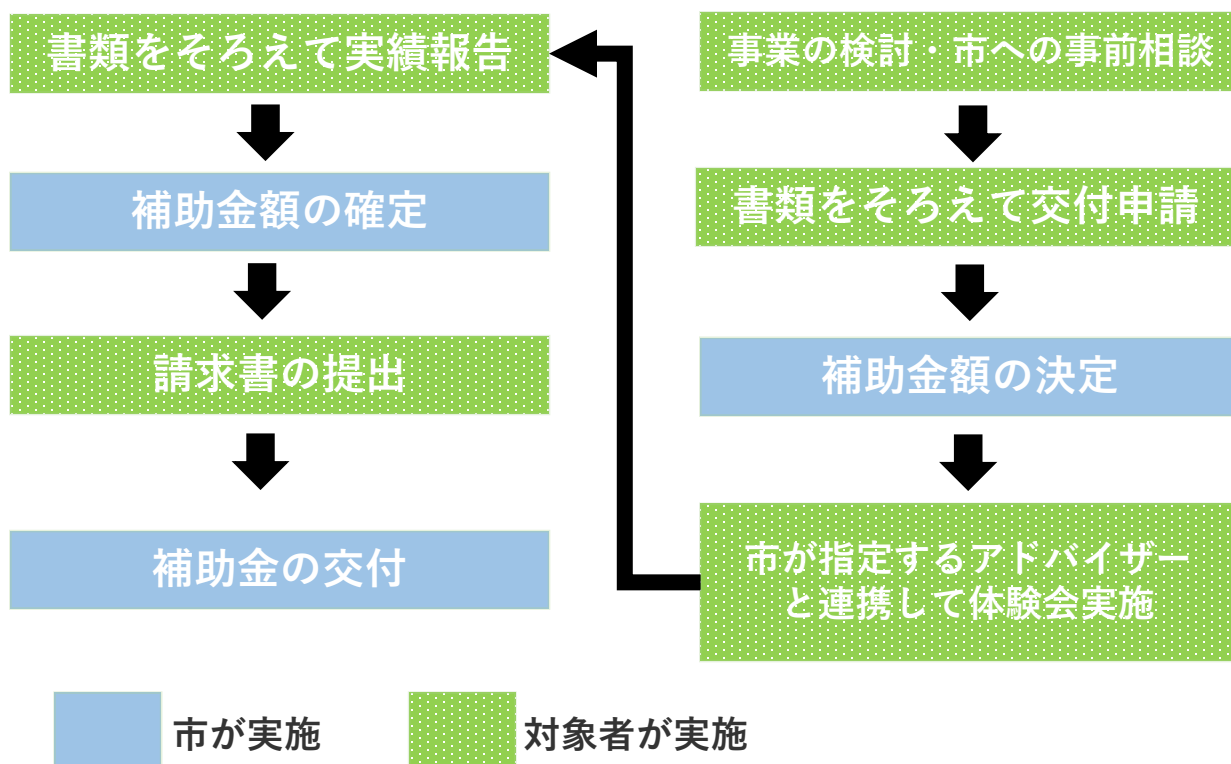 書類をそろえて実績報告
補助金額の確定
請求書の提出
補助金の交付
事業の検討・市への事前相談
書類をそろえて交付申請
補助金額の決定
市が指定するアドバイザー
と連携して体験会実施
市が実施
対象者が実施